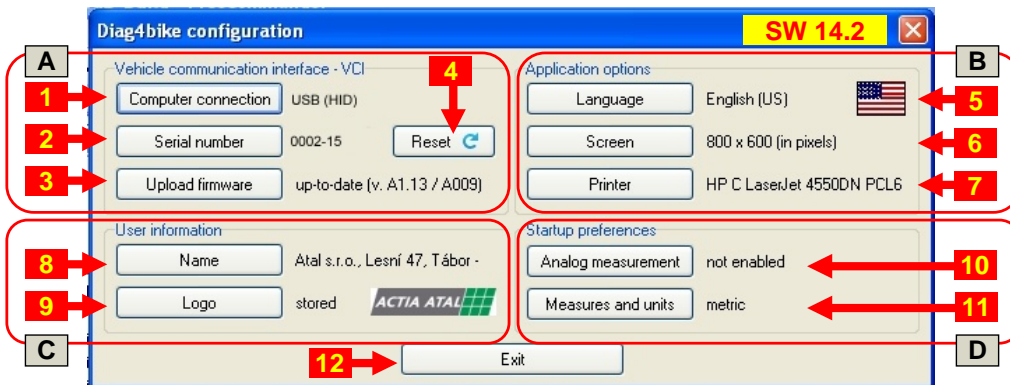 Diag4bike configuration
SW 14.2
A
Vehicle communication interface - VCI
4
1
Computer connection
USB (HID)
2
Serial number
0002-15
Reset
3
Upload firmware
up-to-date (v. A1.13 / A009)
B
Application options
Language
English (US)
5
Screen
800 x 600 (in pixels)
6
Printer
HP C LaserJet 4550DN PCL6
7
User information
8
Name
Atal s.r.o., Lesní 47, Tábor -
9
Logo
stored
ACTIA ATAL
C
Startup preferences
Analog measurement
not enabled
10
Measures and units
metric
11
D
12
Exit